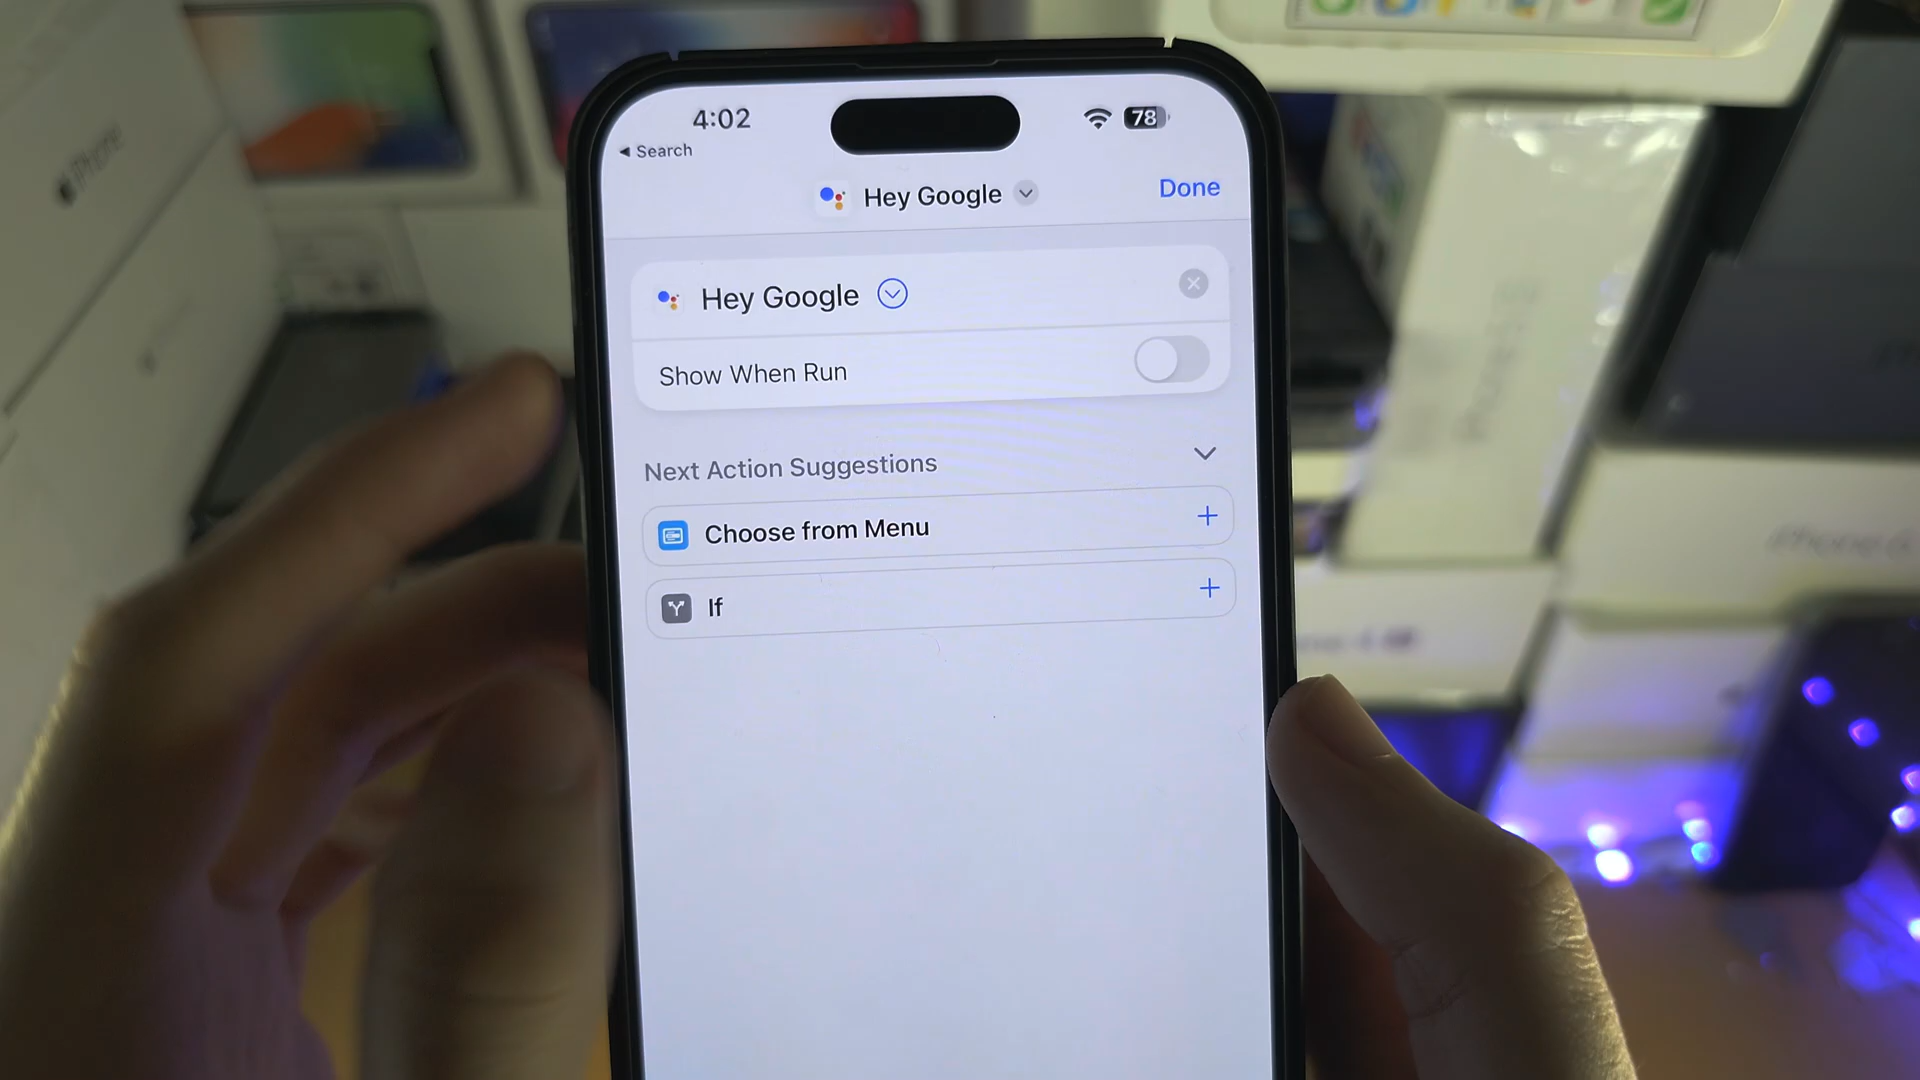 4:02
78
Search
Hey Google
Done
Hey Google
Show When Run
Next Action Suggestions
Choose from Menu
If
iPhone